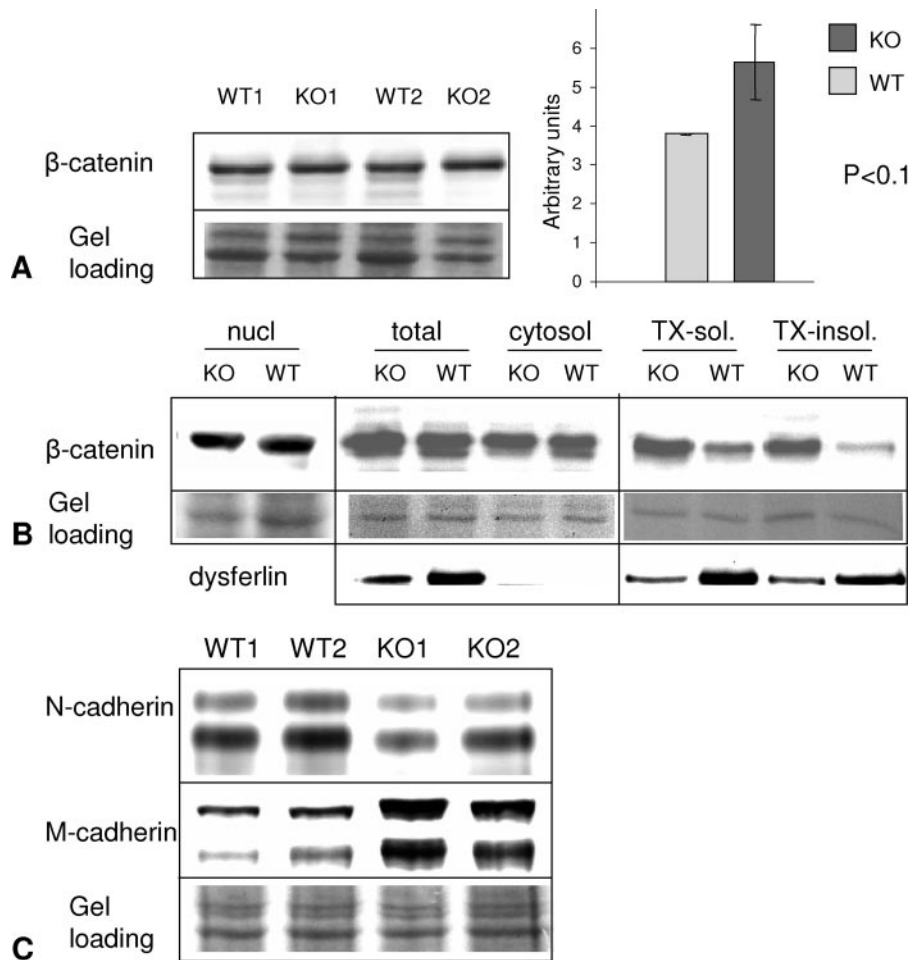 WT1 KO1 WT2 KO2
β-catenin
Gel
loading
A
Arbitrary units
6
5
4
3
2
1
0
KO
WT
P<0.1
nucl total cytosol TX-sol. TX-insol.
KO WT KO WT KO WT KO WT KO WT
β-catenin
Gel
loading
B
dysferlin
WT1 WT2 KO1 KO2
N-cadherin
M-cadherin
Gel
loading
C